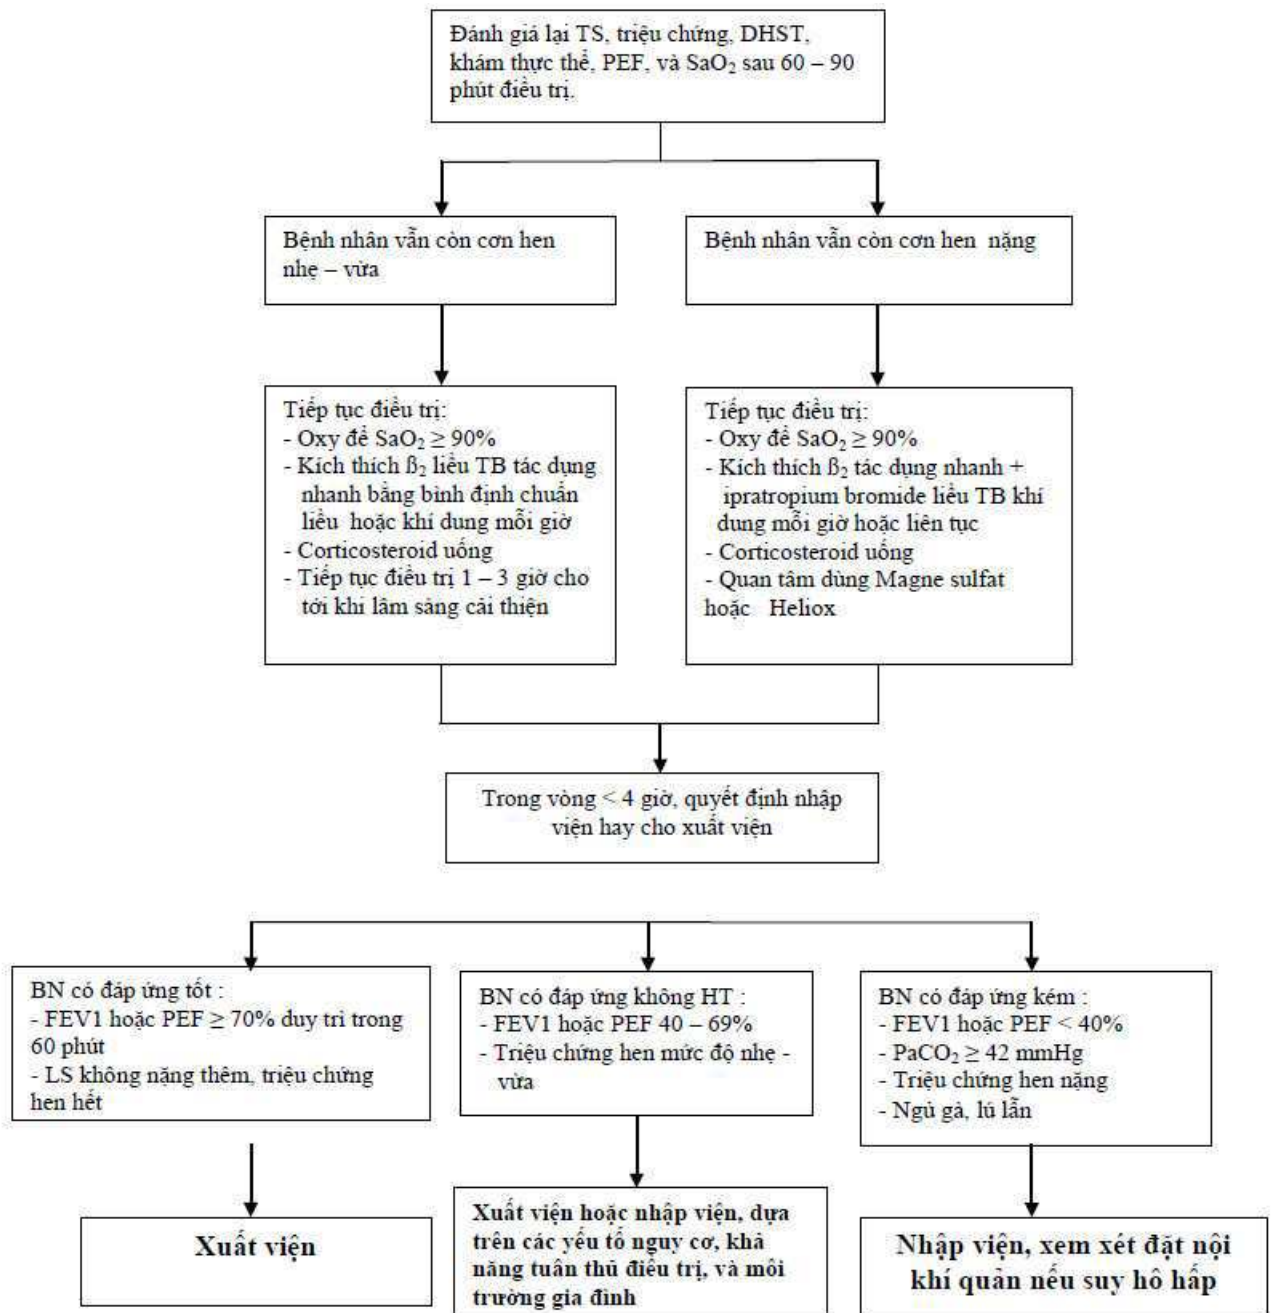 Đánh giá lại TS, triệu chứng, DHST,
khám thực thể, PEF, và SaO₂ sau 60 – 90
phút điều trị.
Bệnh nhân vẫn còn cơn hen
nhẹ – vừa
Bệnh nhân vẫn còn cơn hen nặng
Tiếp tục điều trị:
- Oxy để SaO₂ ≥ 90%
- Kích thích ß₂ liều TB tác dụng
nhanh bằng bình định chuẩn
liều hoặc khí dung mỗi giờ
- Corticosteroid uống
- Tiếp tục điều trị 1 – 3 giờ cho
tới khi lâm sàng cải thiện
Tiếp tục điều trị:
- Oxy để SaO₂ ≥ 90%
- Kích thích ß₂ tác dụng nhanh +
ipratropium bromide liều TB khí
dung mỗi giờ hoặc liên tục
- Corticosteroid uống
- Quan tâm dùng Magne sulfat
hoặc Heliox
Trong vòng < 4 giờ, quyết định nhập
viện hay cho xuất viện
BN có đáp ứng tốt :
- FEV1 hoặc PEF ≥ 70% duy trì trong
60 phút
- LS không nặng thêm, triệu chứng
hen hết
BN có đáp ứng không HT :
- FEV1 hoặc PEF 40 – 69%
- Triệu chứng hen mức độ nhẹ -
vừa
BN có đáp ứng kém :
- FEV1 hoặc PEF < 40%
- PaCO₂ ≥ 42 mmHg
- Triệu chứng hen nặng
- Ngủ gà, lú lẫn
Xuất viện
Xuất viện hoặc nhập viện, dựa
trên các yếu tố nguy cơ, khả
năng tuân thủ điều trị, và môi
trường gia đình
Nhập viện, xem xét đặt nội
khí quản nếu suy hô hấp